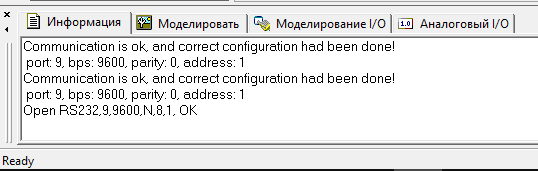 Информация Моделировать Моделирование I/O 1.0 Аналоговый I/O
Communication is ok, and correct configuration had been done!
port: 9, bps: 9600, parity: 0, address: 1
Communication is ok, and correct configuration had been done!
port: 9, bps: 9600, parity: 0, address: 1
Open RS232,9,9600,N,8,1, OK
Ready